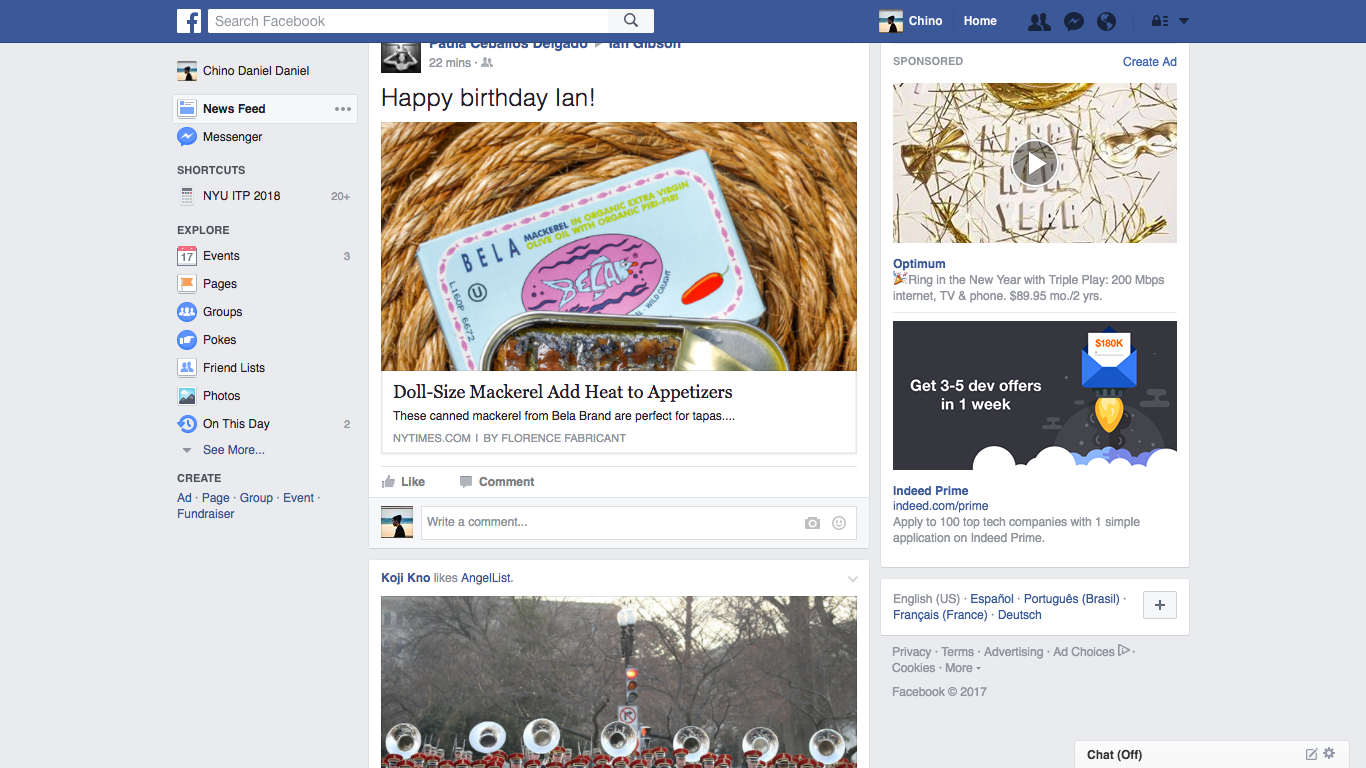 Search Facebook
Chino
Home
Chino Daniel Daniel
News Feed
Messenger
SHORTCUTS
NYU ITP 2018 20+
EXPLORE
17 Events 3
Pages
Groups
Pokes
Friend Lists
Photos
On This Day 2
See More...
CREATE
Ad · Page · Group · Event ·
Fundraiser
Paula Ceballos Delgado ▸ Ian Gibson
22 mins ·
Happy birthday Ian!
BELA
MACKEREL IN ORGANIC EXTRA VIRGIN
OLIVE OIL WITH ORGANIC PIRI-PIRI
BELA
WILD CAUGHT
U
L160P 6672
Doll-Size Mackerel Add Heat to Appetizers
These canned mackerel from Bela Brand are perfect for tapas....
NYTIMES.COM | BY FLORENCE FABRICANT
Like Comment
Write a comment...
Koji Kno likes AngelList.
SPONSORED Create Ad
HAPPY
NEW
YEAR
Optimum
🎉Ring in the New Year with Triple Play: 200 Mbps
internet, TV & phone. $89.95 mo./2 yrs.
$180K
Get 3-5 dev offers
in 1 week
Indeed Prime
indeed.com/prime
Apply to 100 top tech companies with 1 simple
application on Indeed Prime.
English (US) · Español · Português (Brasil) ·
Français (France) · Deutsch
+
Privacy · Terms · Advertising · Ad Choices ·
Cookies · More
Facebook © 2017
Chat (Off)